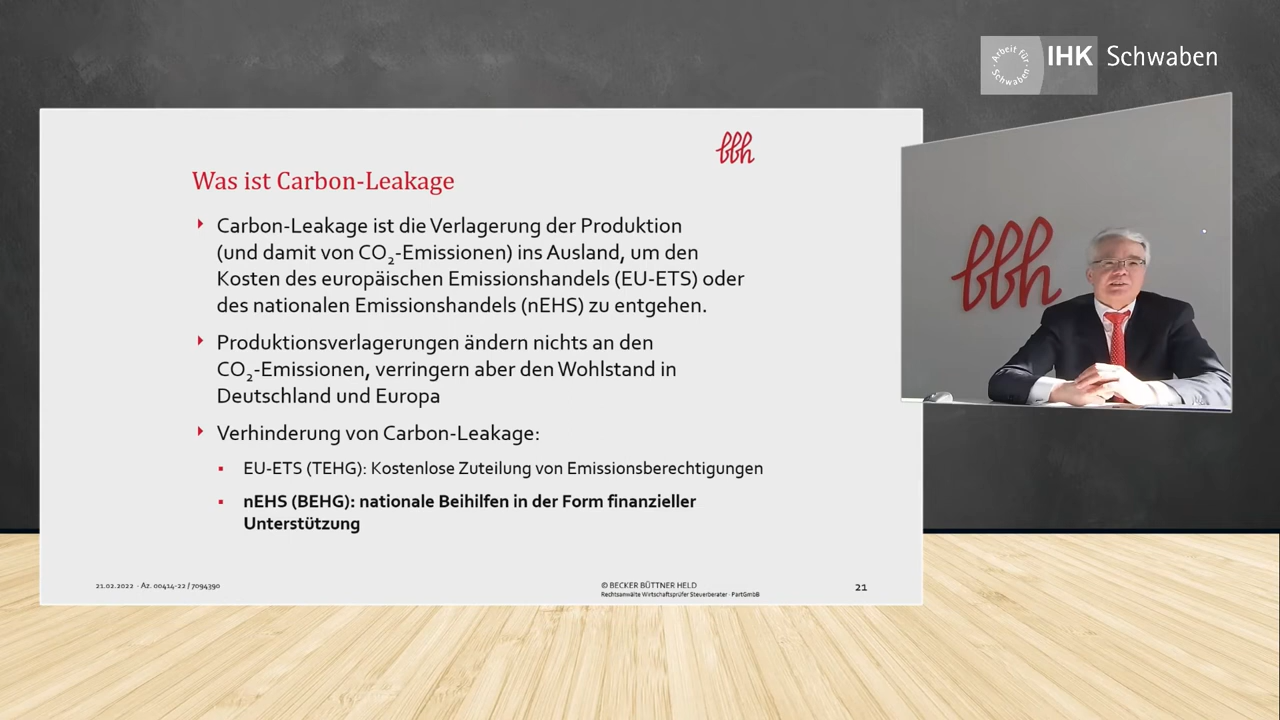 Arbeit für
Schwaben
IHK Schwaben
bbh
Was ist Carbon-Leakage
Carbon-Leakage ist die Verlagerung der Produktion
(und damit von CO₂-Emissionen) ins Ausland, um den
Kosten des europäischen Emissionshandels (EU-ETS) oder
des nationalen Emissionshandels (nEHS) zu entgehen.
Produktionsverlagerungen ändern nichts an den
CO₂-Emissionen, verringern aber den Wohlstand in
Deutschland und Europa
Verhinderung von Carbon-Leakage:
EU-ETS (TEHG): Kostenlose Zuteilung von Emissionsberechtigungen
nEHS (BEHG): nationale Beihilfen in der Form finanzieller
Unterstützung
21.02.2022 · Az. 00414-22 / 7094390
© BECKER BÜTTNER HELD
Rechtsanwälte Wirtschaftsprüfer Steuerberater · PartGmbB
21
bbh